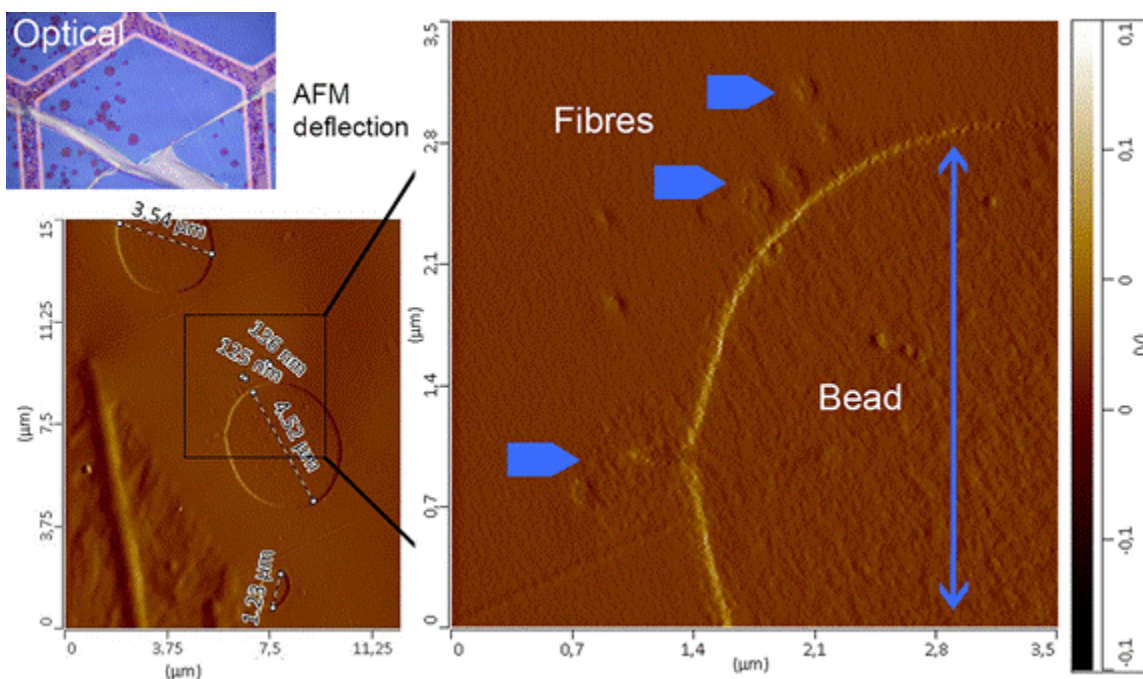 Optical
AFM
deflection
3.54 µm
126 nm
125 nm
4.52 µm
1.23 µm
15
11,25
7,5
3,75
0
(µm)
0
3,75
7,5
11,25
(µm)
Fibres
Bead
3,5
2,8
2,1
1,4
0,7
0
(µm)
0
0,7
1,4
2,1
2,8
3,5
(µm)
0,1
0,1
0
00
0
-0,1
-0,1